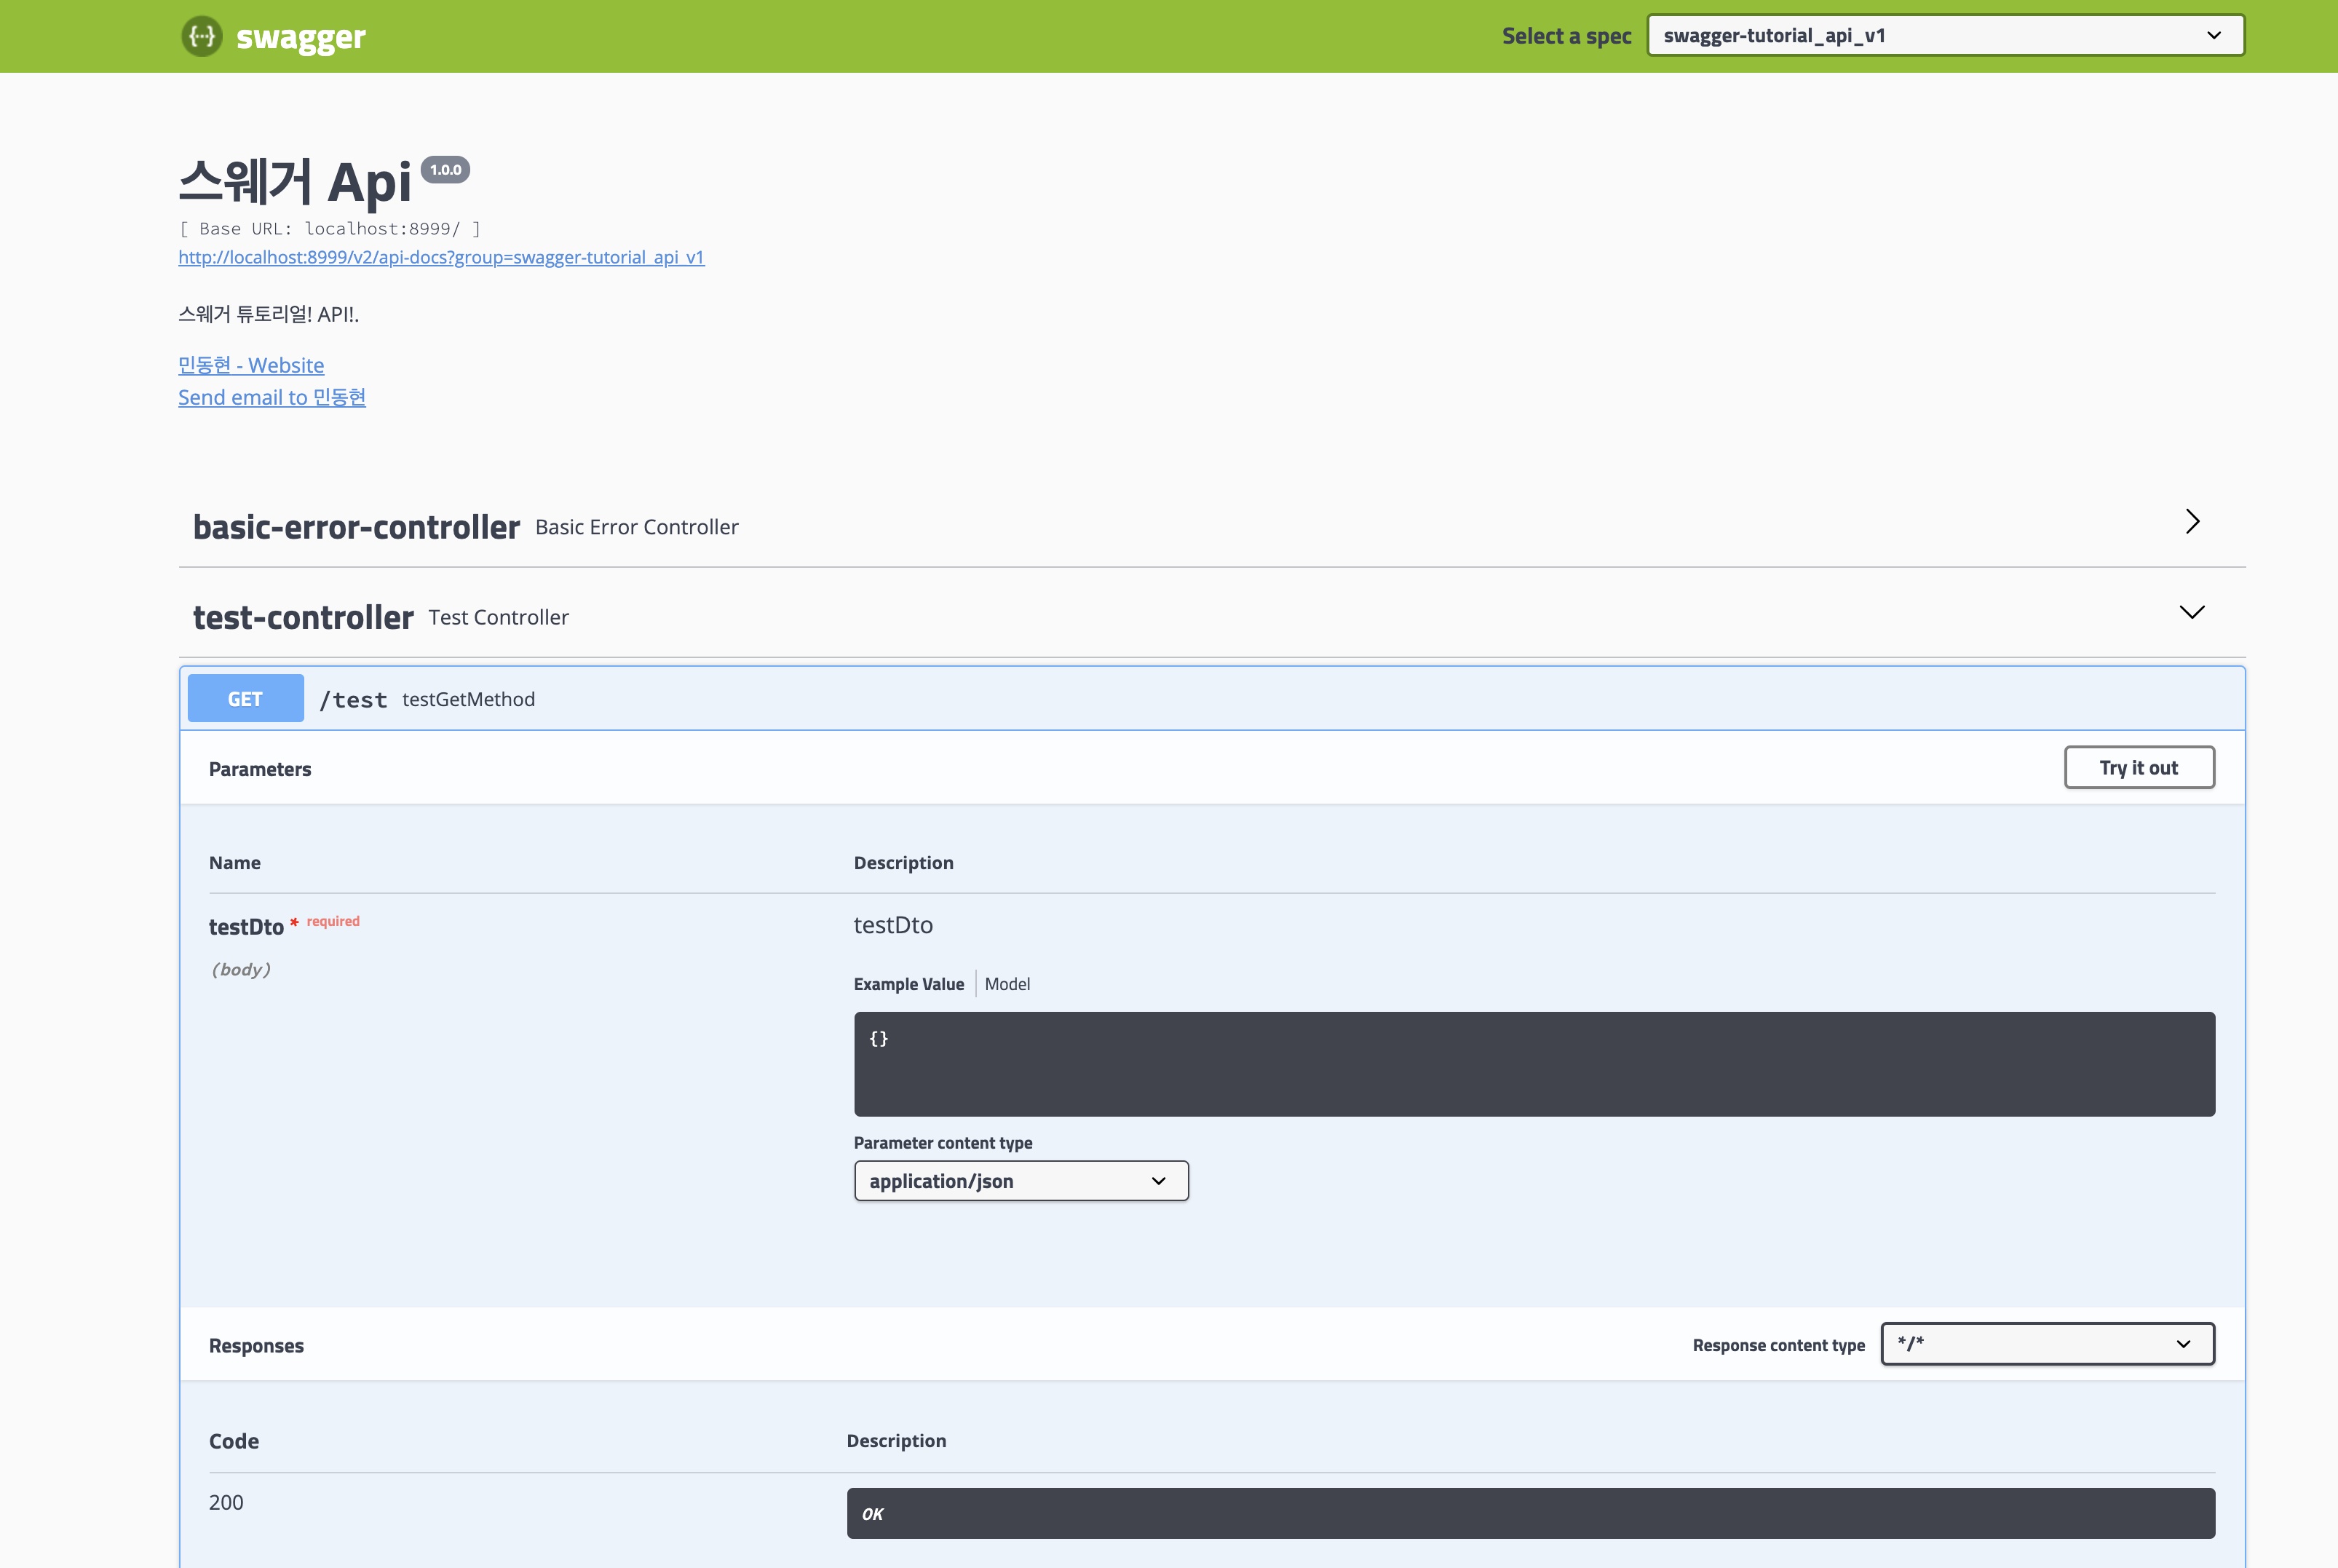 {···} swagger
Select a spec
swagger-tutorial_api_v1
스웨거 Api 1.0.0
[ Base URL: localhost:8999/ ]
http://localhost:8999/v2/api-docs?group=swagger-tutorial_api_v1
스웨거 튜토리얼! API!.
민동현 - Website
Send email to 민동현
basic-error-controller Basic Error Controller
test-controller Test Controller
GET /test testGetMethod
Parameters
Try it out
Name Description
testDto * required
(body)
testDto
Example Value Model
{}
Parameter content type
application/json
Responses
Response content type
*/*
Code Description
200
OK